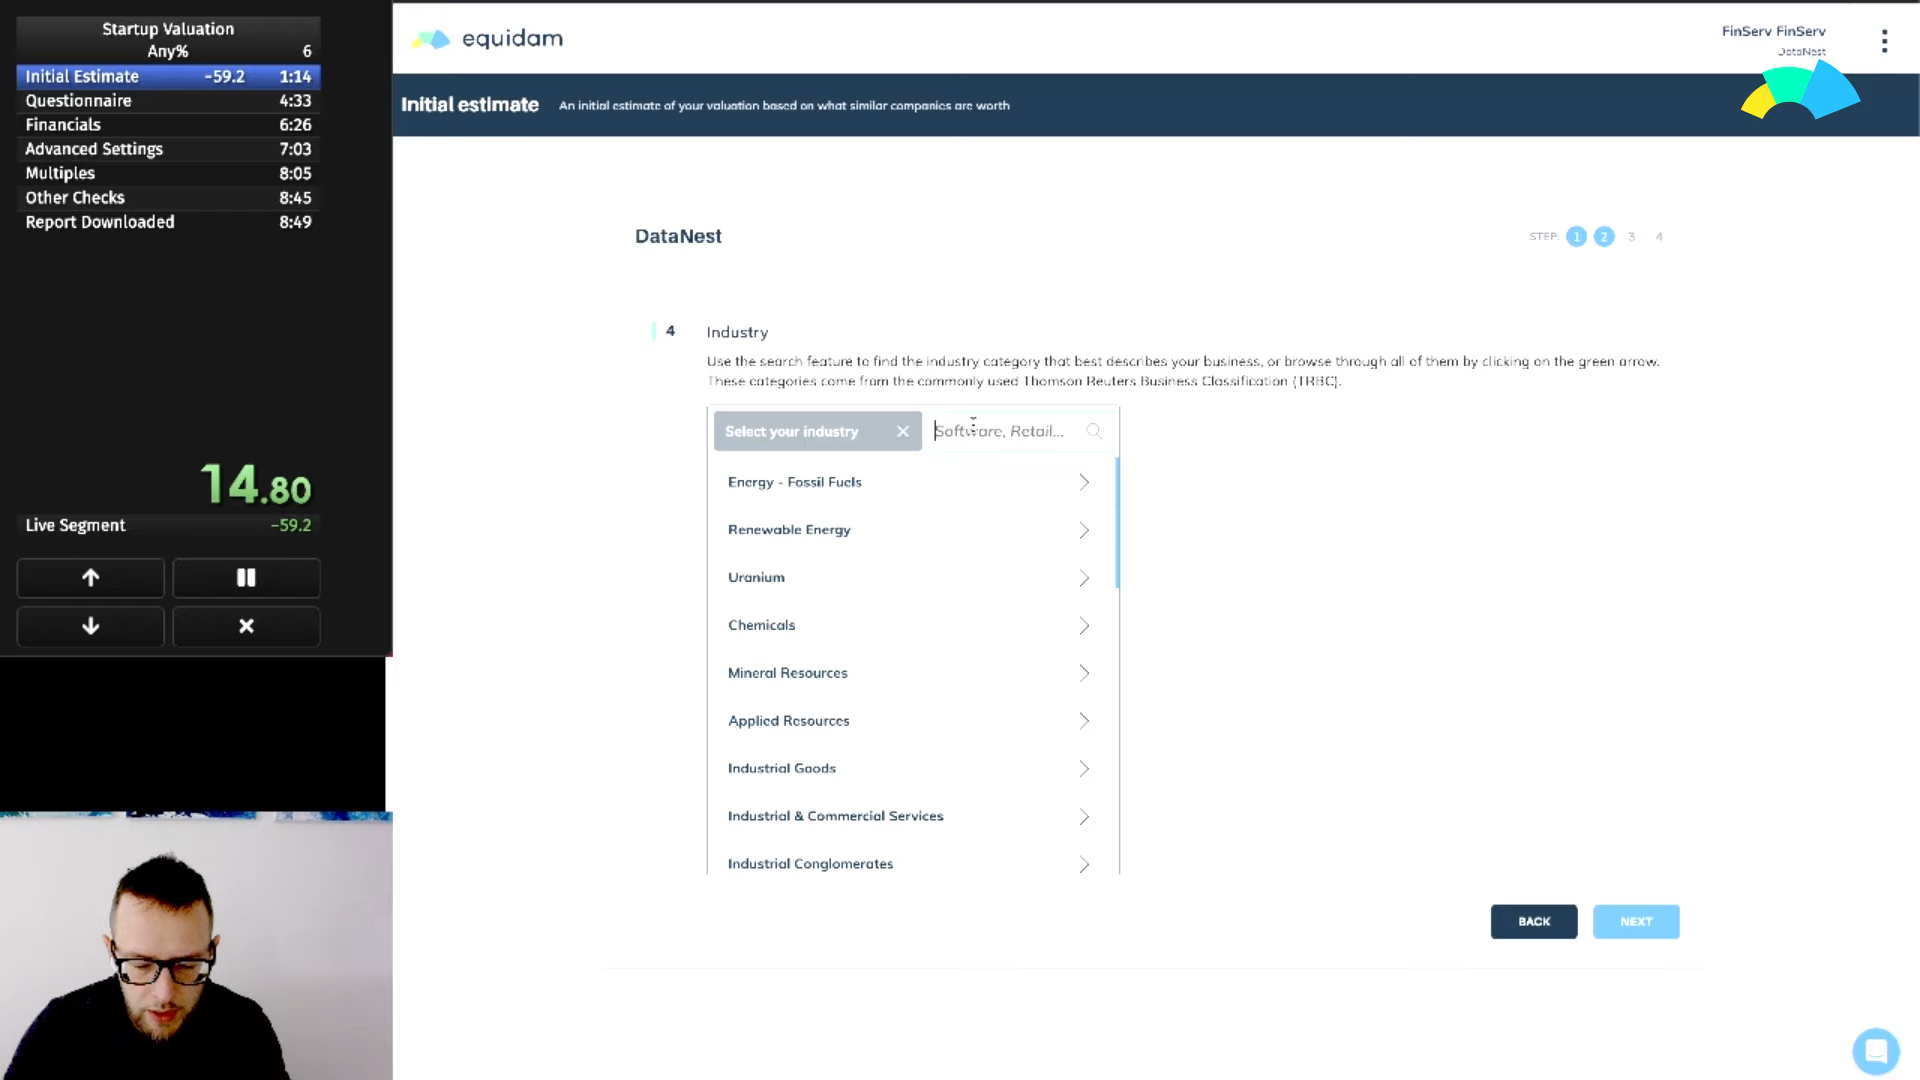 Startup Valuation
Any% 6
Initial Estimate -59.2 1:14
Questionnaire 4:33
Financials 6:26
Advanced Settings 7:03
Multiples 8:05
Other Checks 8:45
Report Downloaded 8:49
14.80
Live Segment -59.2
equidam
FinServ FinServ
DataNest
Initial estimate An initial estimate of your valuation based on what similar companies are worth
DataNest
STEP: 1 2 3 4
4 Industry
Use the search feature to find the industry category that best describes your business, or browse through all of them by clicking on the green arrow.
These categories come from the commonly used Thomson Reuters Business Classification (TRBC).
Select your industry
Software, Retail...
Energy - Fossil Fuels
Renewable Energy
Uranium
Chemicals
Mineral Resources
Applied Resources
Industrial Goods
Industrial & Commercial Services
Industrial Conglomerates
BACK NEXT